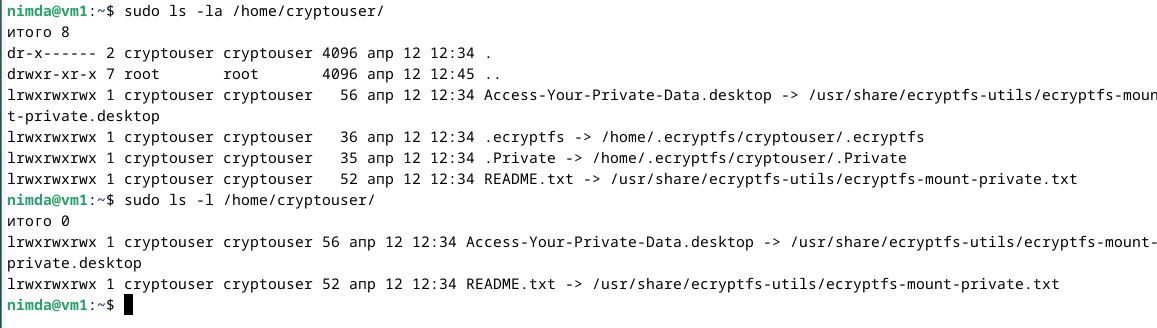 nimda@vm1:~$ sudo ls -la /home/cryptouser/
итого 8
dr-x------ 2 cryptouser cryptouser 4096 апр 12 12:34 .
drwxr-xr-x 7 root       root       4096 апр 12 12:45 ..
lrwxrwxrwx 1 cryptouser cryptouser   56 апр 12 12:34 Access-Your-Private-Data.desktop -> /usr/share/ecryptfs-utils/ecryptfs-moun
t-private.desktop
lrwxrwxrwx 1 cryptouser cryptouser   36 апр 12 12:34 .ecryptfs -> /home/.ecryptfs/cryptouser/.ecryptfs
lrwxrwxrwx 1 cryptouser cryptouser   35 апр 12 12:34 .Private -> /home/.ecryptfs/cryptouser/.Private
lrwxrwxrwx 1 cryptouser cryptouser   52 апр 12 12:34 README.txt -> /usr/share/ecryptfs-utils/ecryptfs-mount-private.txt
nimda@vm1:~$ sudo ls -l /home/cryptouser/
итого 0
lrwxrwxrwx 1 cryptouser cryptouser 56 апр 12 12:34 Access-Your-Private-Data.desktop -> /usr/share/ecryptfs-utils/ecryptfs-mount-
private.desktop
lrwxrwxrwx 1 cryptouser cryptouser 52 апр 12 12:34 README.txt -> /usr/share/ecryptfs-utils/ecryptfs-mount-private.txt
nimda@vm1:~$